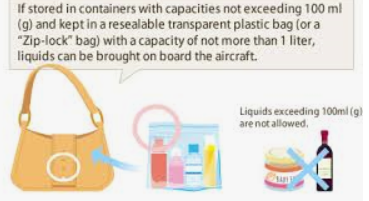 If stored in containers with capacities not exceeding 100 ml
(g) and kept in a resealable transparent plastic bag (or a
"Zip-lock" bag) with a capacity of not more than 1 liter,
liquids can be brought on board the aircraft.
Liquids exceeding 100ml (g)
are not allowed.